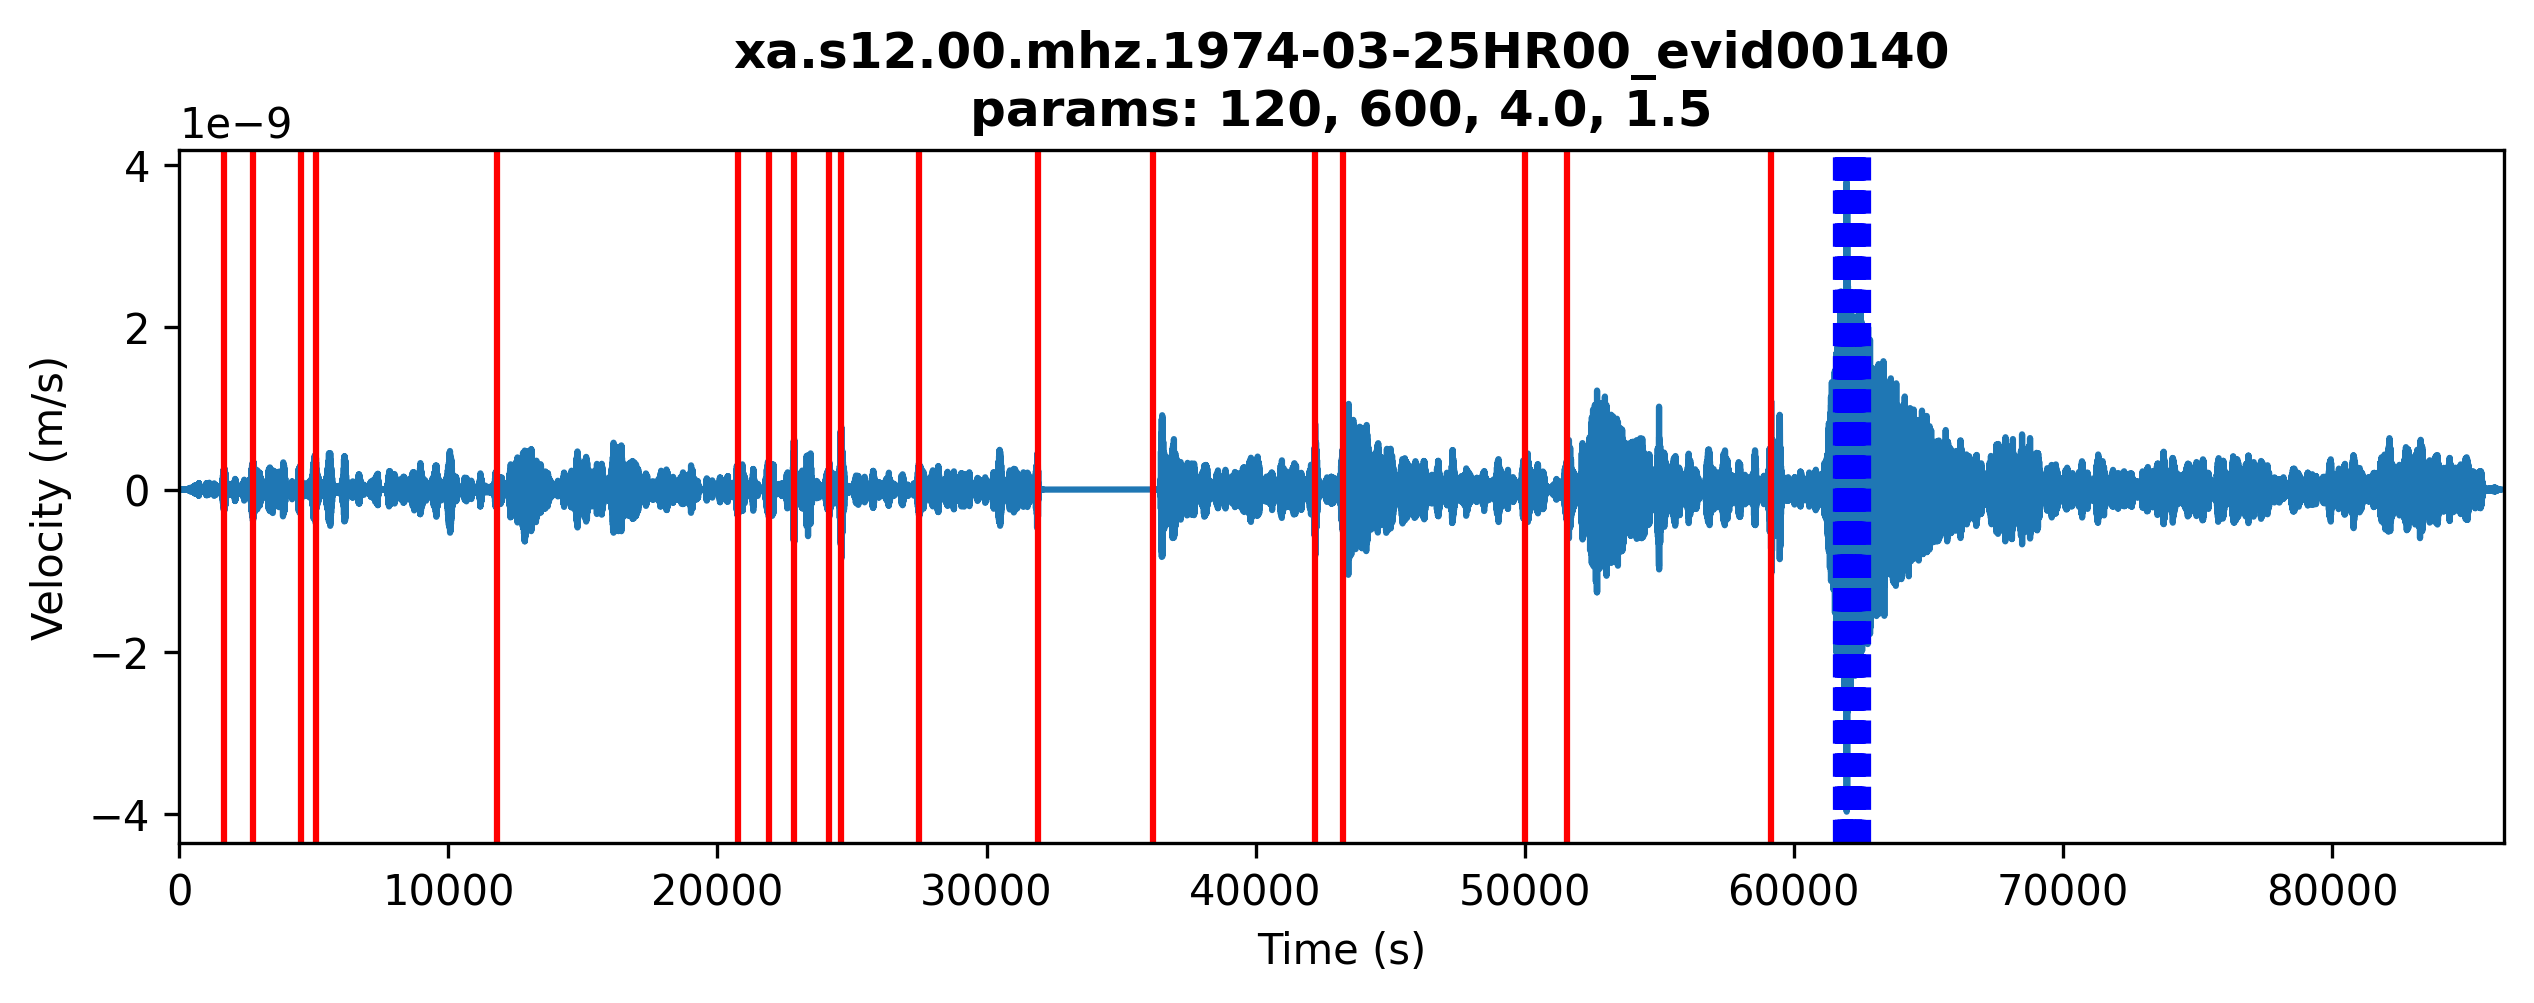 xa.s12.00.mhz.1974-03-25HR00_evid00140
params: 120, 600, 4.0, 1.5
1e−9
4
2
0
−2
−4
Velocity (m/s)
0 10000 20000 30000 40000 50000 60000 70000 80000
Time (s)